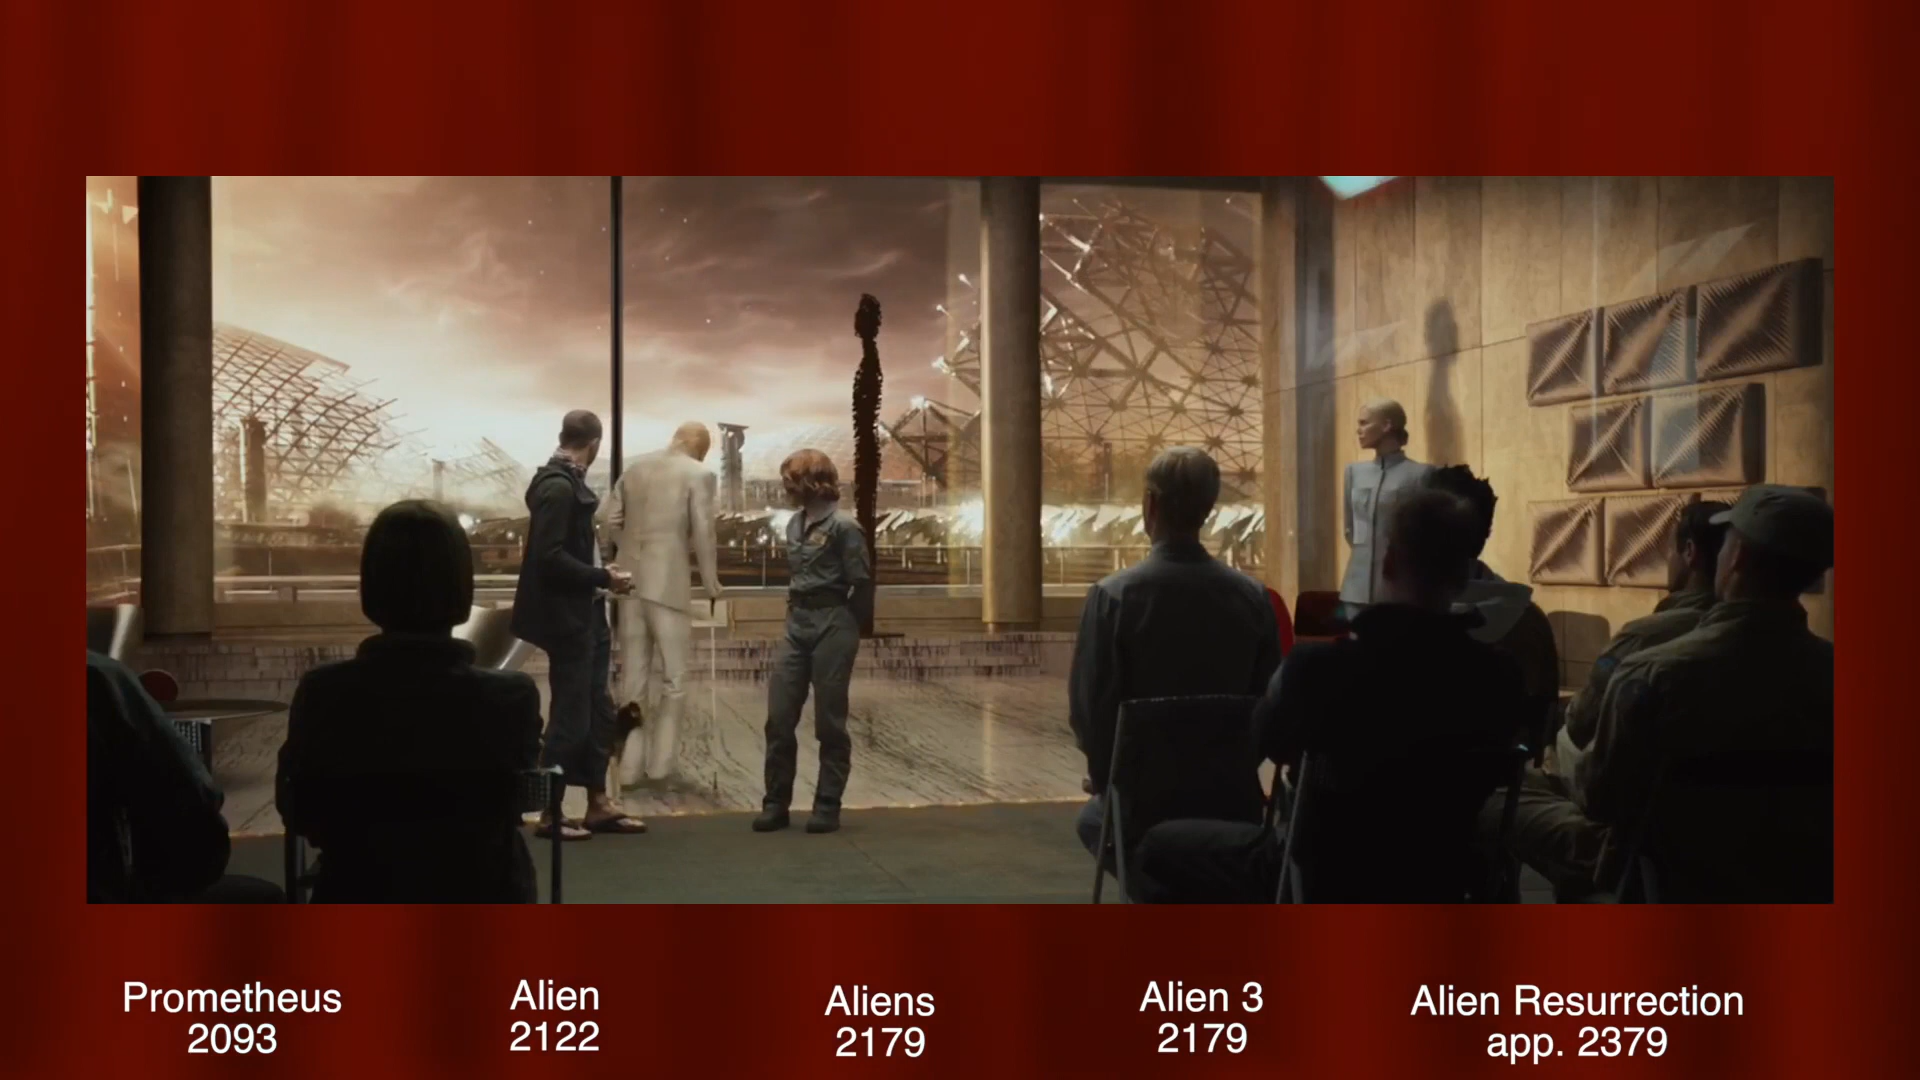 Prometheus
2093
Alien
2122
Aliens
2179
Alien 3
2179
Alien Resurrection
app. 2379